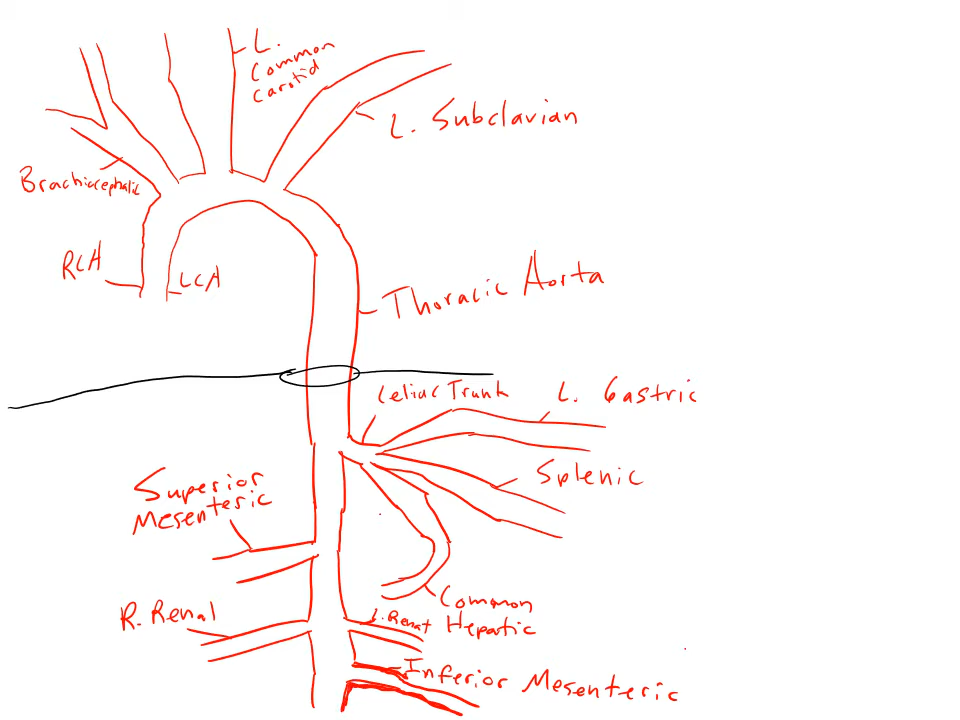 L.
Common
Carotid
L. Subclavian
Brachiocephalic
RCA
LCA
Thoracic Aorta
Celiac Trunk
L. Gastric
Splenic
Superior
Mesenteric
Common
Hepatic
R. Renal
L. Renal
Inferior Mesenteric